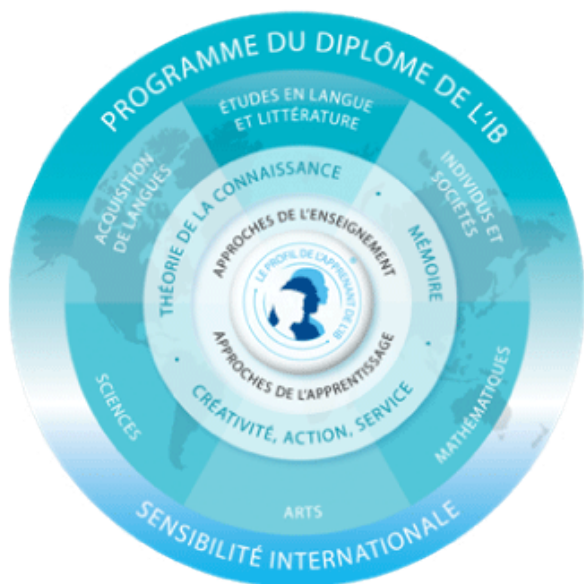 PROGRAMME DU DIPLÔME DE L'IB
ÉTUDES EN LANGUE
ET LITTÉRATURE
ACQUISITION
DE LANGUES
INDIVIDUS ET
SOCIÉTÉS
THÉORIE DE LA CONNAISSANCE
MÉMOIRE
APPROCHES DE L'ENSEIGNEMENT
LE PROFIL DE L'APPRENANT DE L'IB
®
APPROCHES DE L'APPRENTISSAGE
CRÉATIVITÉ, ACTION, SERVICE
SCIENCES
MATHÉMATIQUES
ARTS
SENSIBILITÉ INTERNATIONALE